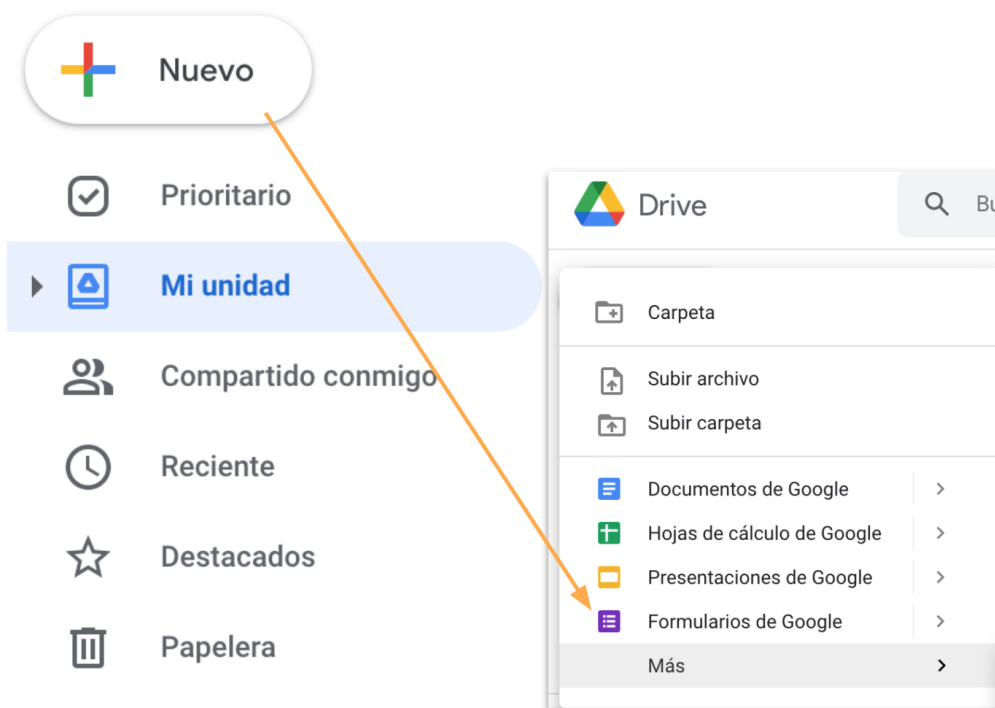 Nuevo
Prioritario
Mi unidad
Compartido conmigo
Reciente
Destacados
Papelera
Drive
Carpeta
Subir archivo
Subir carpeta
Documentos de Google
Hojas de cálculo de Google
Presentaciones de Google
Formularios de Google
Más